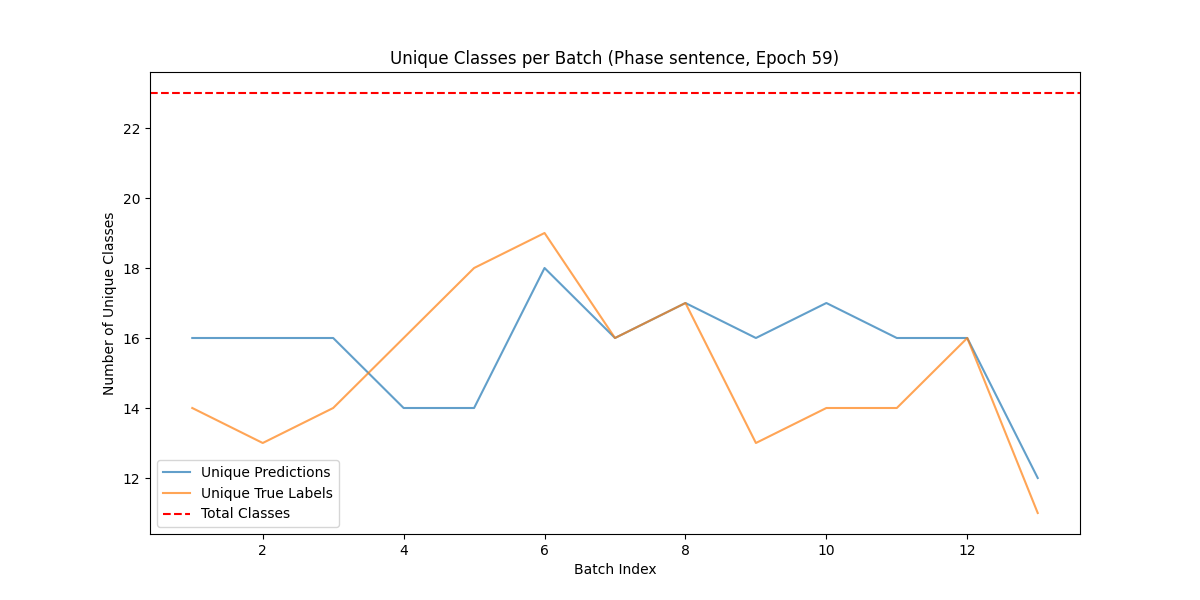 Unique Classes per Batch (Phase sentence, Epoch 59)
Number of Unique Classes
22
20
18
16
14
12
Unique Predictions
Unique True Labels
Total Classes
2
4
6
8
10
12
Batch Index